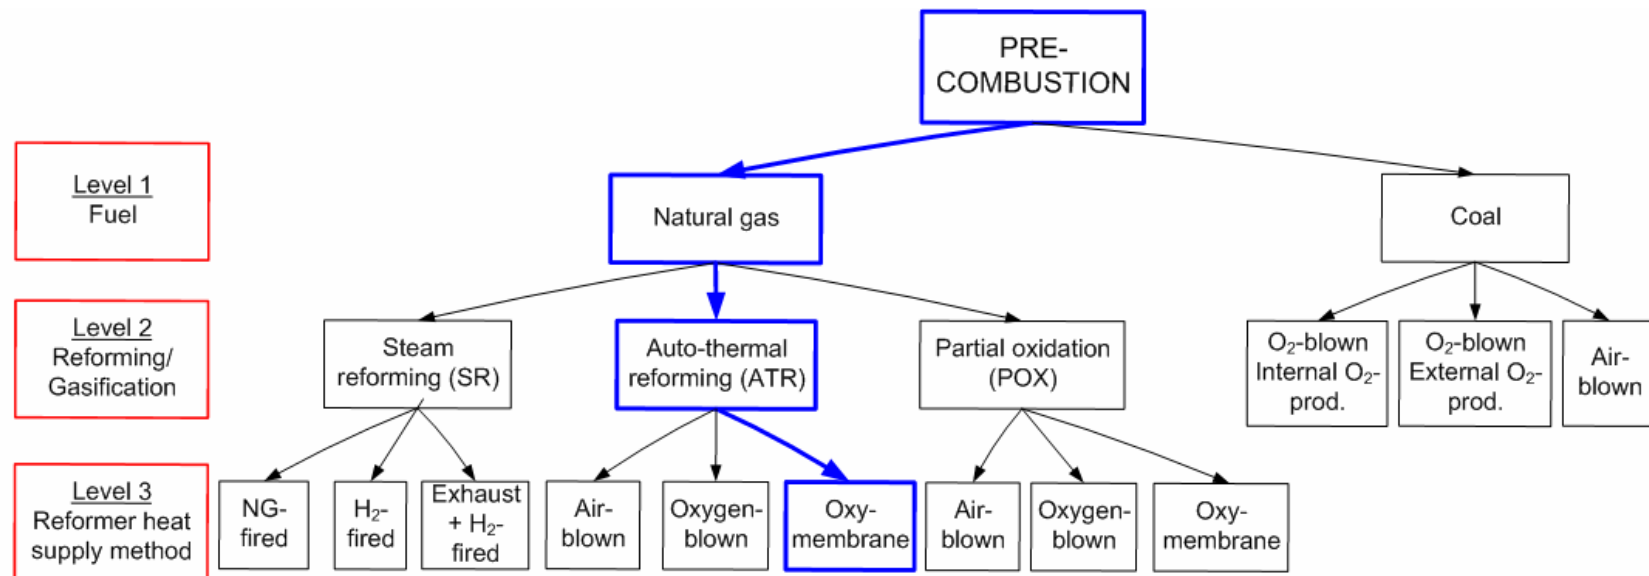 PRE-
COMBUSTION
Level 1
Fuel
Natural gas
Coal
Level 2
Reforming/
Gasification
Steam
reforming (SR)
Auto-thermal
reforming (ATR)
Partial oxidation
(POX)
O₂-blown
Internal O₂-
prod.
O₂-blown
External O₂-
prod.
Air-
blown
Level 3
Reformer heat
supply method
NG-
fired
H₂-
fired
Exhaust
+ H₂-
fired
Air-
blown
Oxygen-
blown
Oxy-
membrane
Air-
blown
Oxygen-
blown
Oxy-
membrane